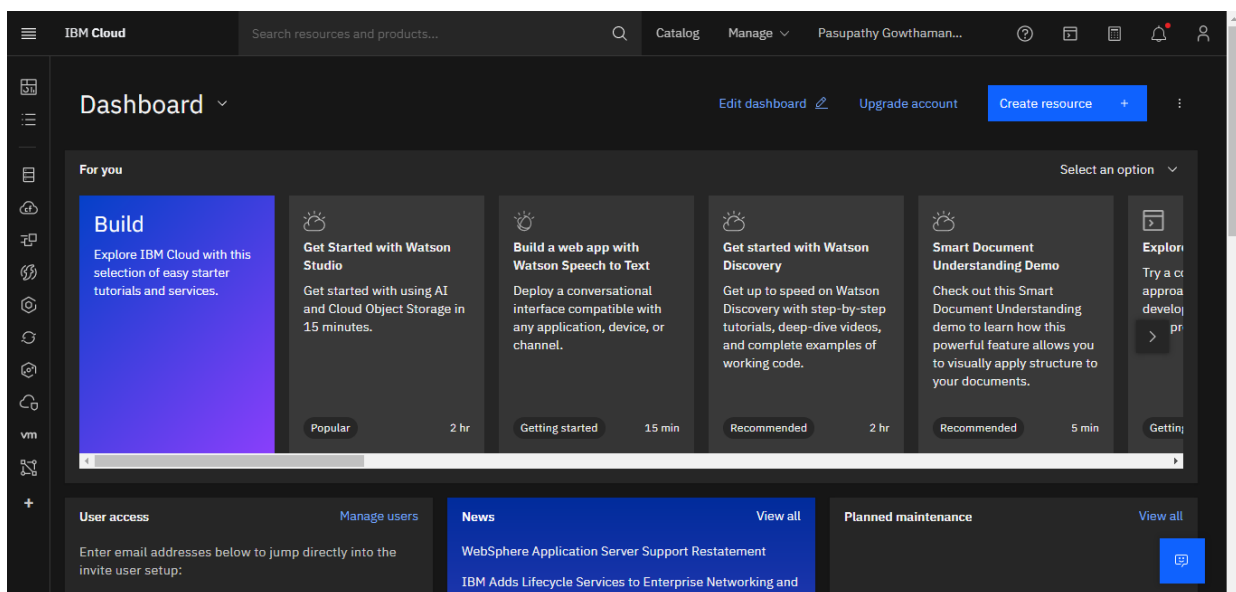 IBM Cloud
Search resources and products...
Catalog
Manage
Pasupathy Gowthaman...
Dashboard
Edit dashboard
Upgrade account
Create resource +
For you
Select an option
Build
Explore IBM Cloud with this
selection of easy starter
tutorials and services.
Get Started with Watson
Studio
Get started with using AI
and Cloud Object Storage in
15 minutes.
Popular
2 hr
Build a web app with
Watson Speech to Text
Deploy a conversational
interface compatible with
any application, device, or
channel.
Getting started
15 min
Get started with Watson
Discovery
Get up to speed on Watson
Discovery with step-by-step
tutorials, deep-dive videos,
and complete examples of
working code.
Recommended
2 hr
Smart Document
Understanding Demo
Check out this Smart
Document Understanding
demo to learn how this
powerful feature allows you
to visually apply structure to
your documents.
Recommended
5 min
Explore
Try a
vm
User access
Manage users
Enter email addresses below to jump directly into the
invite user setup:
News
View all
WebSphere Application Server Support Restatement
IBM Adds Lifecycle Services to Enterprise Networking and
Planned maintenance
View all